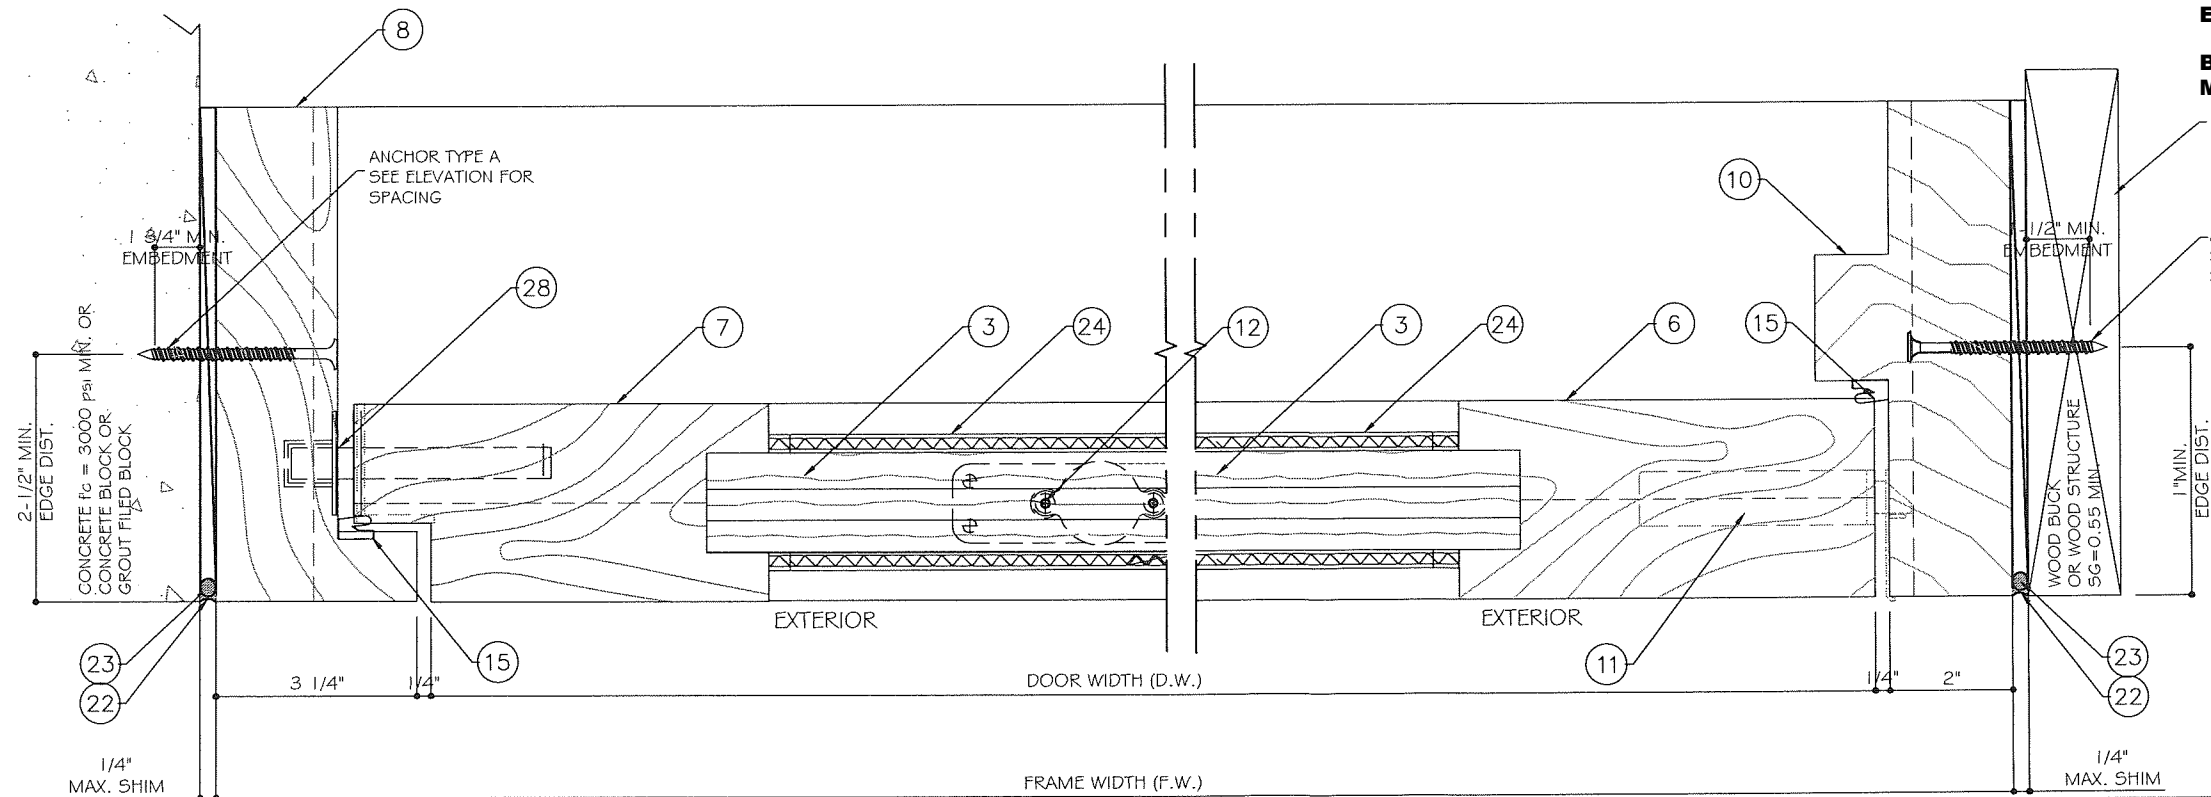 E
B
M
8
ANCHOR TYPE A
SEE ELEVATION FOR
SPACING
10
1 3/4" MIN.
EMBEDMENT
1-1/2" MIN.
EMBEDMENT
28
7
3
24
12
3
24
6
15
2-1/2" MIN.
EDGE DIST.
CONCRETE f'c = 3000 psi MIN. OR
CONCRETE BLOCK OR
GROUT FILED BLOCK
WOOD BUCK
OR WOOD STRUCTURE
SG=0.55 MIN
1"MIN.
EDGE DIST.
EXTERIOR
EXTERIOR
23
22
15
11
23
22
3 1/4"
1/4"
DOOR WIDTH (D.W.)
1/4"
2"
1/4"
MAX. SHIM
FRAME WIDTH (F.W.)
1/4"
MAX. SHIM